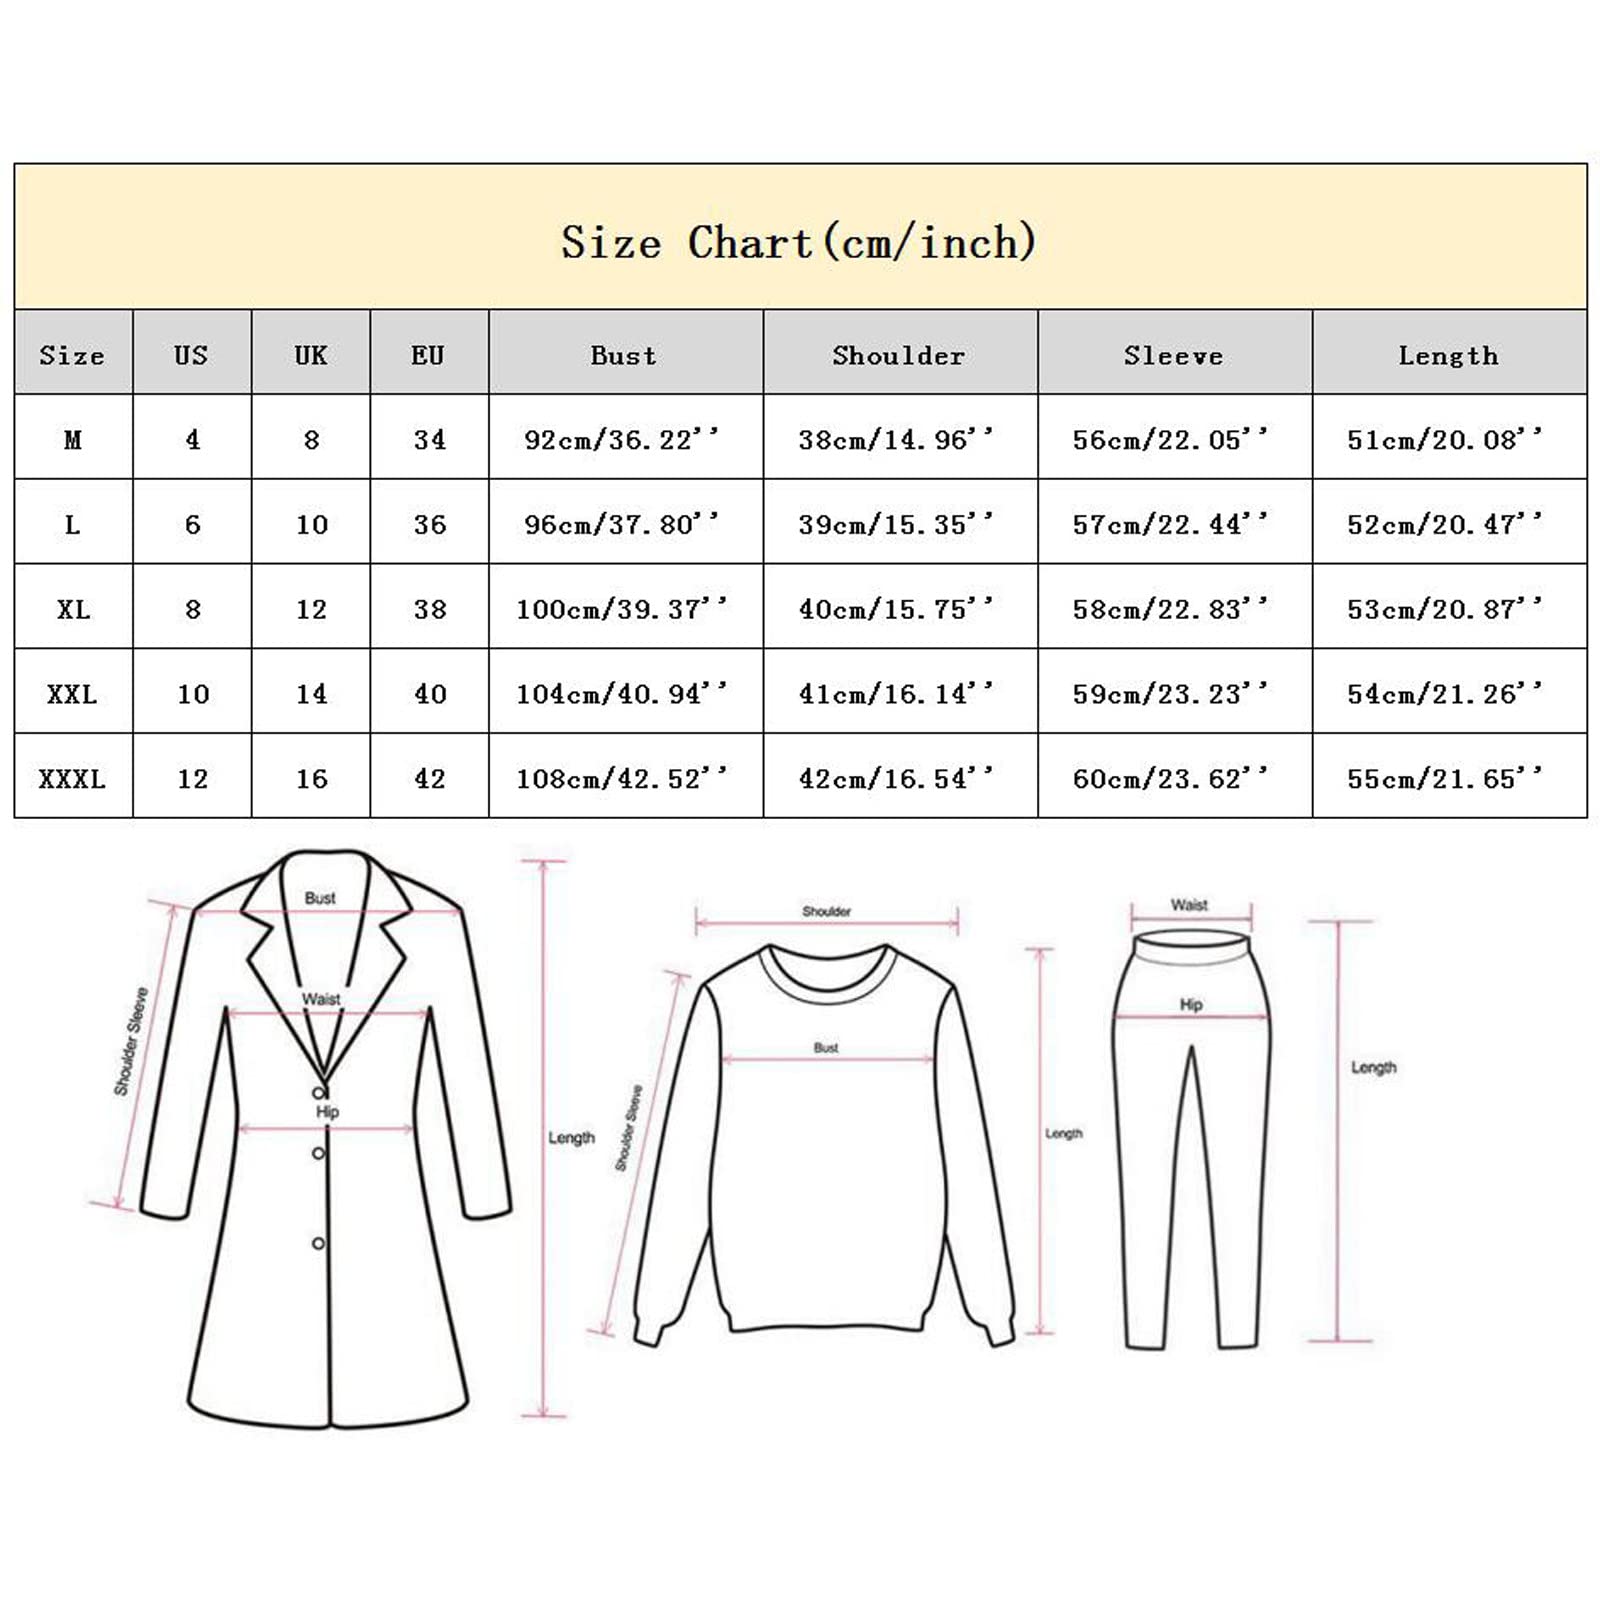 Size Chart(cm/inch)
Size US UK EU Bust Shoulder Sleeve Length
M 4 8 34 92cm/36.22'' 38cm/14.96'' 56cm/22.05'' 51cm/20.08''
L 6 10 36 96cm/37.80'' 39cm/15.35'' 57cm/22.44'' 52cm/20.47''
XL 8 12 38 100cm/39.37'' 40cm/15.75'' 58cm/22.83'' 53cm/20.87''
XXL 10 14 40 104cm/40.94'' 41cm/16.14'' 59cm/23.23'' 54cm/21.26''
XXXL 12 16 42 108cm/42.52'' 42cm/16.54'' 60cm/23.62'' 55cm/21.65''
Bust
Waist
Shoulder Sleeve
Hip
Length
Shoulder
Bust
Shoulder Sleeve
Length
Waist
Hip
Length